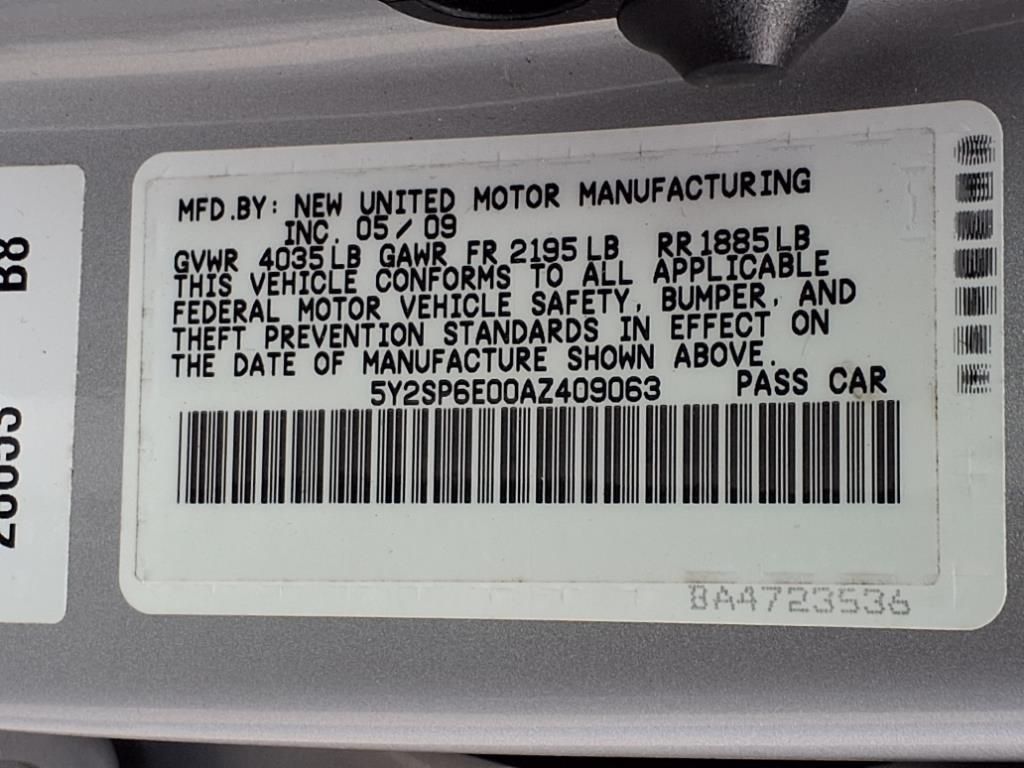 MFD.BY: NEW UNITED MOTOR MANUFACTURING
INC. 05/09
GVWR 4035LB GAWR FR 2195LB RR1885LB
THIS VEHICLE CONFORMS TO ALL APPLICABLE
FEDERAL MOTOR VEHICLE SAFETY, BUMPER, AND
THEFT PREVENTION STANDARDS IN EFFECT ON
THE DATE OF MANUFACTURE SHOWN ABOVE.
5Y2SP6E00AZ409063 PASS CAR
BA4723536
B8